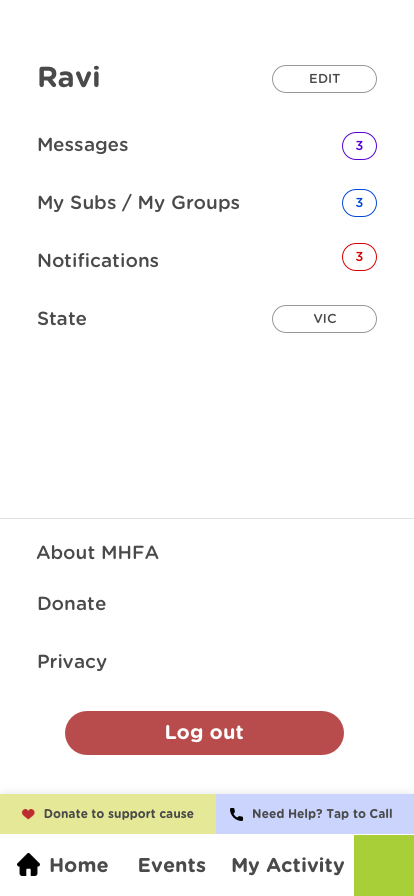 Ravi EDIT
Messages 3
My Subs / My Groups 3
Notifications 3
State VIC
About MHFA
Donate
Privacy
Log out
Donate to support cause Need Help? Tap to Call
Home Events My Activity